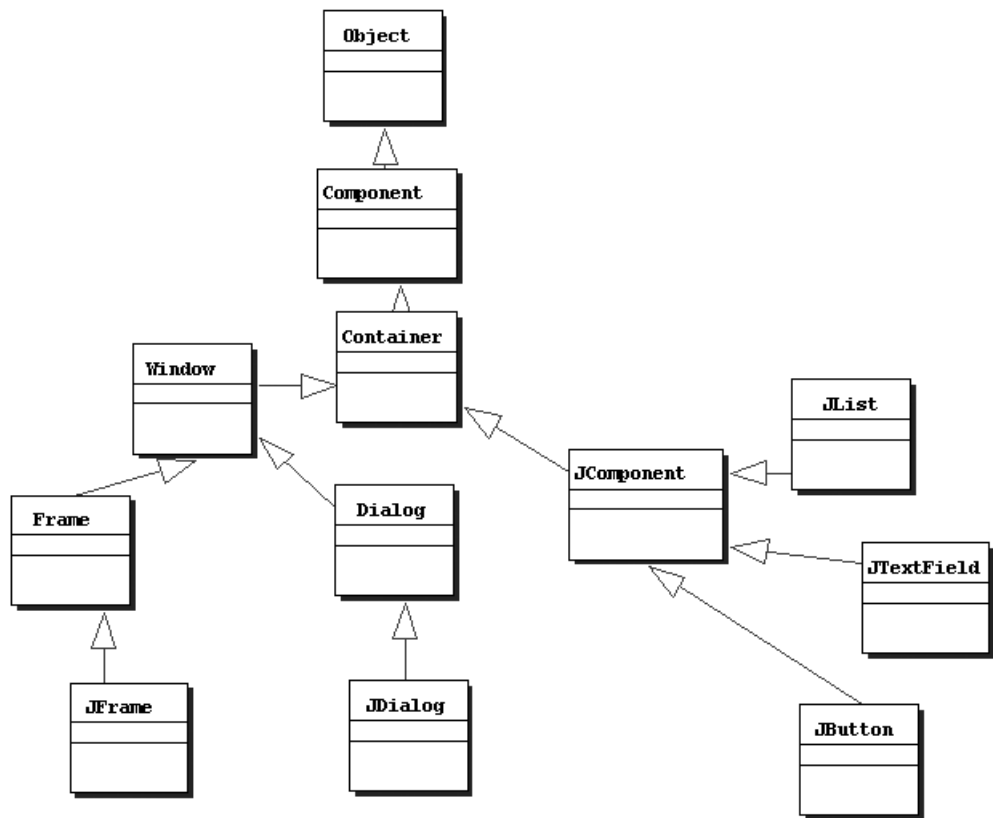 Object
Component
Container
Window
JList
JComponent
Frame
Dialog
JTextField
JFrame
JDialog
JButton